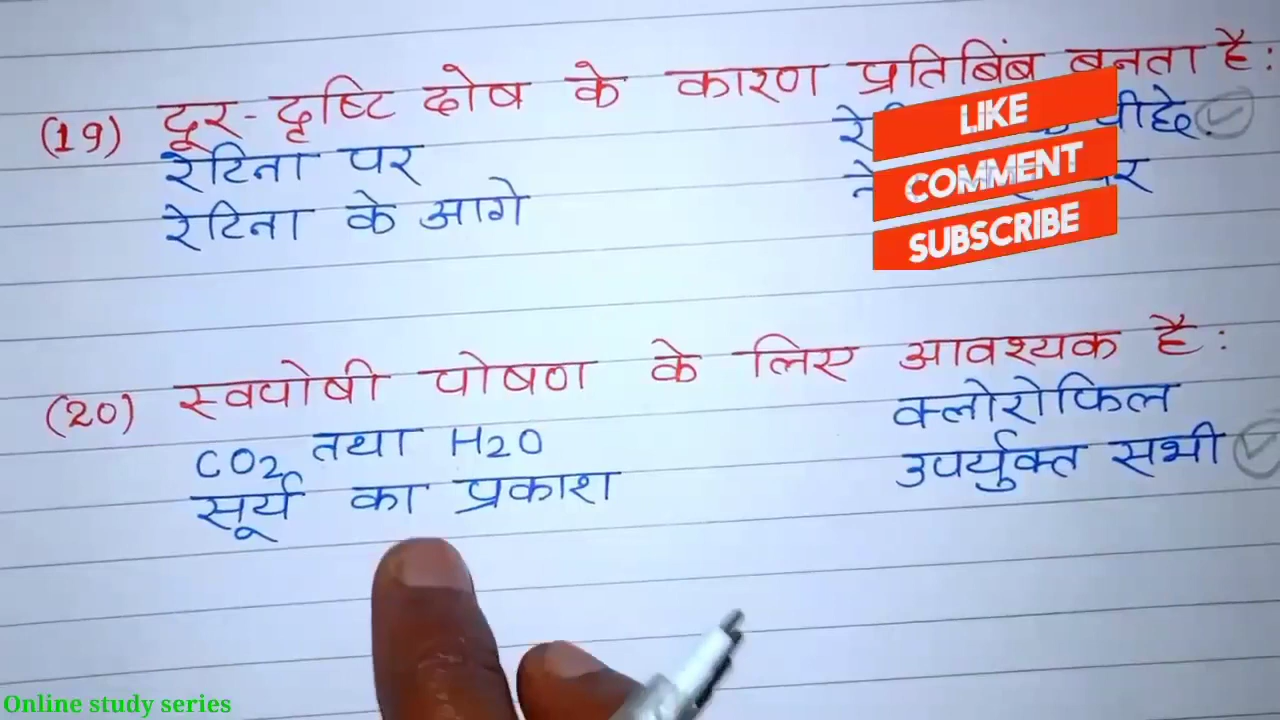 (19) दूर-दृष्टि दोष के कारण प्रतिबिंब बनता है:
रेटिना पर
रेटिना के आगे
LIKE
COMMENT
SUBSCRIBE
(20) स्वपोषी पोषण के लिए आवश्यक है:
CO2 तथा H2O क्लोरोफिल
सूर्य का प्रकाश उपर्युक्त सभी
Online study series